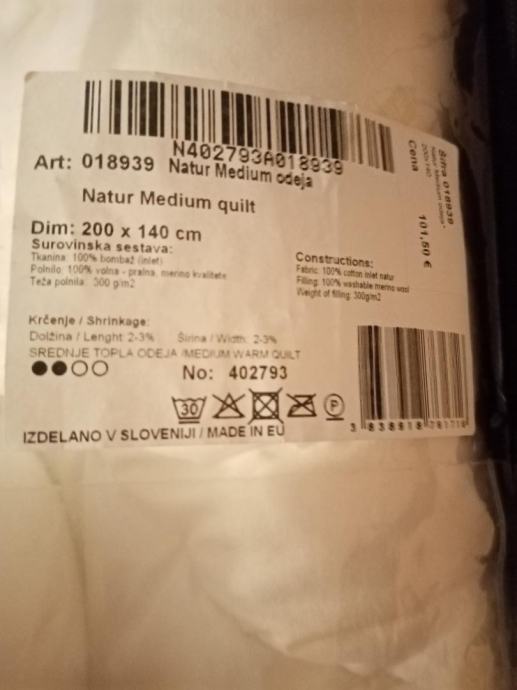 N402793A018939
Art: 018939 Natur Medium odeja
Natur Medium quilt
Dim: 200 x 140 cm
Surovinska sestava:
Tkanina: 100% bombaž (inlet)
Polnilo: 100% volna - pralna, merino kvalitete
Teža polnila: 300 g/m2
Constructions:
Fabric: 100% cotton inlet natur
Filling: 100% washable merino wool
Weight of filling: 300g/m2
Krčenje / Shrinkage:
Dolžina / Lenght: 2-3% Širina / Width: 2-3%
SREDNJE TOPLA ODEJA /MEDIUM WARM QUILT
No: 402793
30 P
IZDELANO V SLOVENIJI / MADE IN EU
Šifra 018939
200x140
Cena 101,50 €